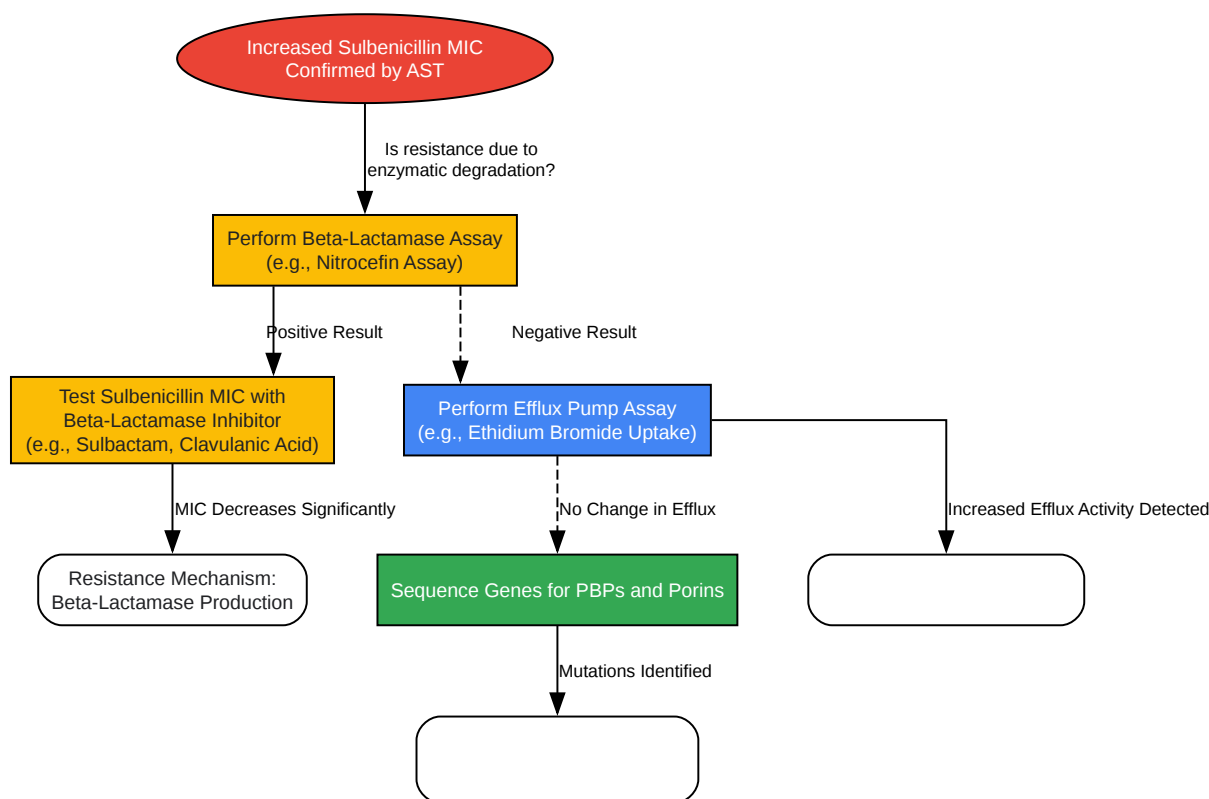 Increased Sulbenicillin MIC
Confirmed by AST
Is resistance due to
enzymatic degradation?
Perform Beta-Lactamase Assay
(e.g., Nitrocefin Assay)
Positive Result
Negative Result
Test Sulbenicillin MIC with
Beta-Lactamase Inhibitor
(e.g., Sulbactam, Clavulanic Acid)
Perform Efflux Pump Assay
(e.g., Ethidium Bromide Uptake)
MIC Decreases Significantly
No Change in Efflux
Increased Efflux Activity Detected
Resistance Mechanism:
Beta-Lactamase Production
Sequence Genes for PBPs and Porins
Mutations Identified